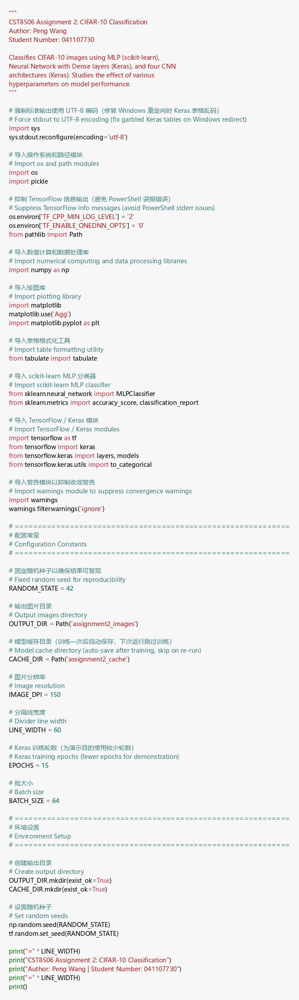 """
CST8506 Assignment 2: CIFAR-10 Classification
Author: Peng Wang
Student Number: 041107730

Classifies CIFAR-10 images using MLP (scikit-learn),
Neural Network with Dense layers (Keras), and four CNN
architectures (Keras). Studies the effect of various
hyperparameters on model performance.
"""

# 强制标准输出使用 UTF-8 编码（修复 Windows 重定向时 Keras 表格乱码）
# Force stdout to UTF-8 encoding (fix garbled Keras tables on Windows redirect)
import sys
sys.stdout.reconfigure(encoding='utf-8')

# 导入操作系统和路径模块
# Import os and path modules
import os
import pickle

# 抑制 TensorFlow 信息输出（避免 PowerShell 误报错误）
# Suppress TensorFlow info messages (avoid PowerShell stderr issues)
os.environ['TF_CPP_MIN_LOG_LEVEL'] = '2'
os.environ['TF_ENABLE_ONEDNN_OPTS'] = '0'
from pathlib import Path

# 导入数值计算和数据处理库
# Import numerical computing and data processing libraries
import numpy as np

# 导入绘图库
# Import plotting library
import matplotlib
matplotlib.use('Agg')
import matplotlib.pyplot as plt

# 导入表格格式化工具
# Import table formatting utility
from tabulate import tabulate

# 导入 scikit-learn MLP 分类器
# Import scikit-learn MLP classifier
from sklearn.neural_network import MLPClassifier
from sklearn.metrics import accuracy_score, classification_report

# 导入 TensorFlow / Keras 模块
# Import TensorFlow / Keras modules
import tensorflow as tf
from tensorflow import keras
from tensorflow.keras import layers, models
from tensorflow.keras.utils import to_categorical

# 导入警告模块以抑制收敛警告
# Import warnings module to suppress convergence warnings
import warnings
warnings.filterwarnings('ignore')

# ============================================================
# 配置常量
# Configuration Constants
# ============================================================

# 固定随机种子以确保结果可复现
# Fixed random seed for reproducibility
RANDOM_STATE = 42

# 输出图片目录
# Output images directory
OUTPUT_DIR = Path('assignment2_images')

# 模型缓存目录（训练一次后自动保存，下次运行跳过训练）
# Model cache directory (auto-save after training, skip on re-run)
CACHE_DIR = Path('assignment2_cache')

# 图片分辨率
# Image resolution
IMAGE_DPI = 150

# 分隔线宽度
# Divider line width
LINE_WIDTH = 60

# Keras 训练轮数（为演示目的使用较少轮数）
# Keras training epochs (fewer epochs for demonstration)
EPOCHS = 15

# 批大小
# Batch size
BATCH_SIZE = 64

# ============================================================
# 环境设置
# Environment Setup
# ============================================================

# 创建输出目录
# Create output directory
OUTPUT_DIR.mkdir(exist_ok=True)
CACHE_DIR.mkdir(exist_ok=True)

# 设置随机种子
# Set random seeds
np.random.seed(RANDOM_STATE)
tf.random.set_seed(RANDOM_STATE)

print("=" * LINE_WIDTH)
print("CST8506 Assignment 2: CIFAR-10 Classification")
print("Author: Peng Wang | Student Number: 041107730")
print("=" * LINE_WIDTH)
print()